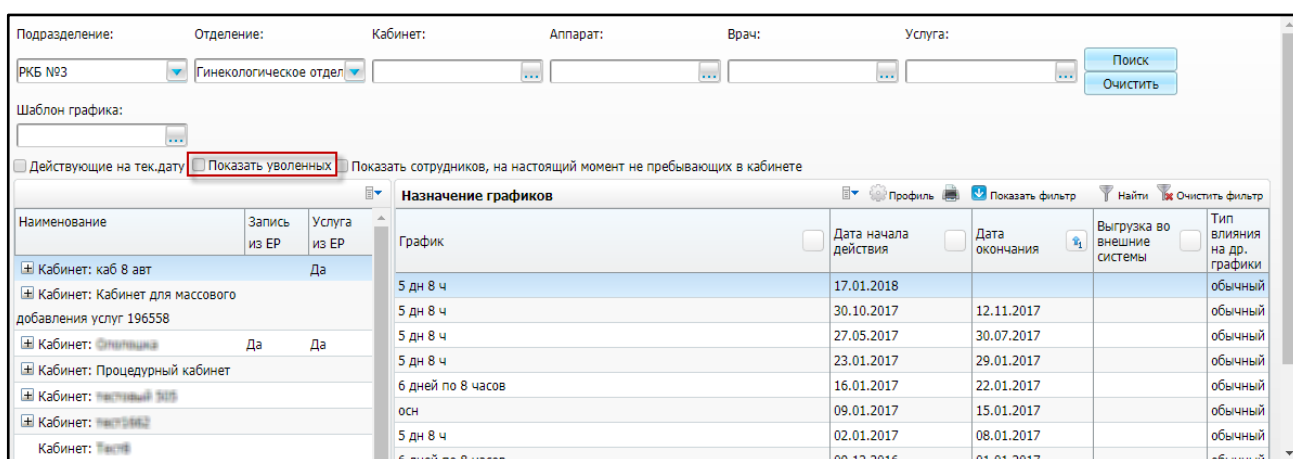 Подразделение: Отделение: Кабинет: Аппарат: Врач: Услуга:
РКБ №3 Гинекологическое отдел ... ... ... ... Поиск
Очистить
Шаблон графика:
...
Действующие на тек.дату Показать уволенных Показать сотрудников, на настоящий момент не пребывающих в кабинете
Назначение графиков Профиль Показать фильтр Найти Очистить фильтр
Наименование Запись из ЕР Услуга из ЕР
График Дата начала действия Дата окончания 1 Выгрузка во внешние системы Тип влияния на др. графики
Кабинет: каб 8 авт Да
Кабинет: Кабинет для массового
добавления услуг 196558
Кабинет: Да Да
Кабинет: Процедурный кабинет
Кабинет:
Кабинет:
Кабинет:
5 дн 8 ч 17.01.2018 обычный
5 дн 8 ч 30.10.2017 12.11.2017 обычный
5 дн 8 ч 27.05.2017 30.07.2017 обычный
5 дн 8 ч 23.01.2017 29.01.2017 обычный
6 дней по 8 часов 16.01.2017 22.01.2017 обычный
осн 09.01.2017 15.01.2017 обычный
5 дн 8 ч 02.01.2017 08.01.2017 обычный